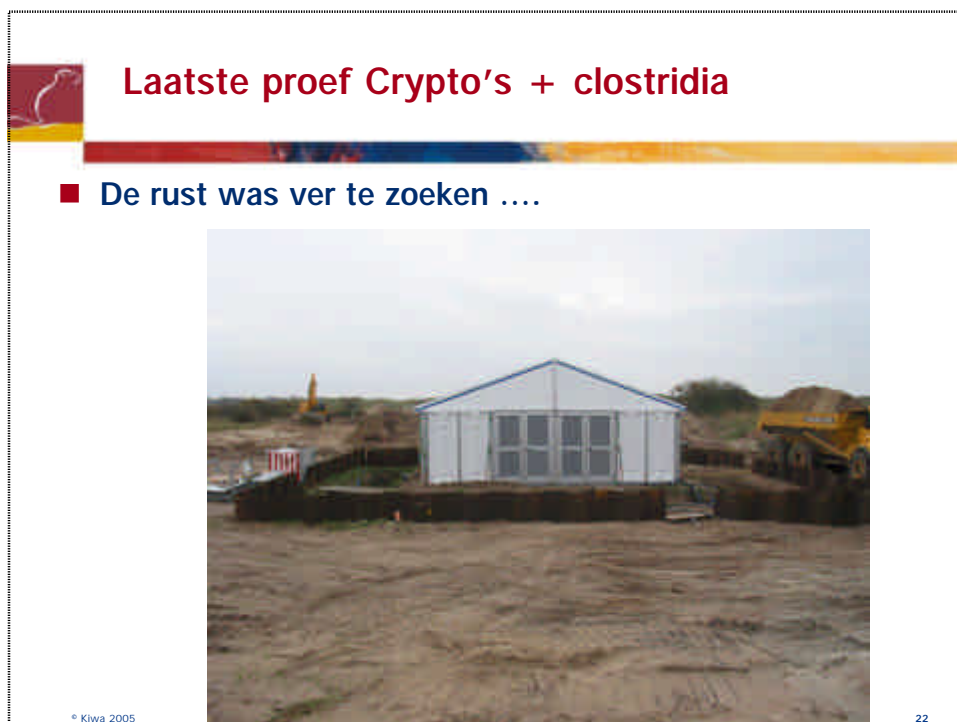 Laatste proef Crypto's + clostridia
De rust was ver te zoeken ....
© Kiwa 2005
22